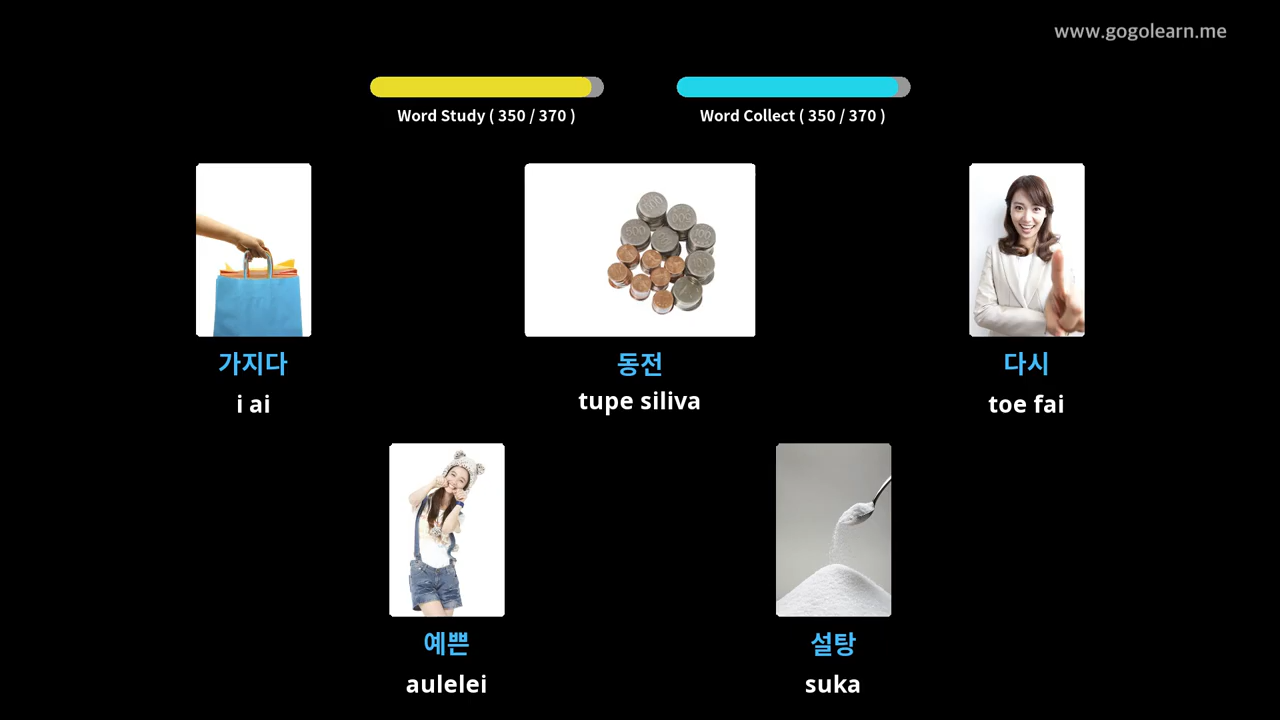 www.gogolearn.me
Word Study ( 350 / 370 )
Word Collect ( 350 / 370 )
가지다
i ai
동전
tupe siliva
다시
toe fai
예쁜
aulelei
설탕
suka